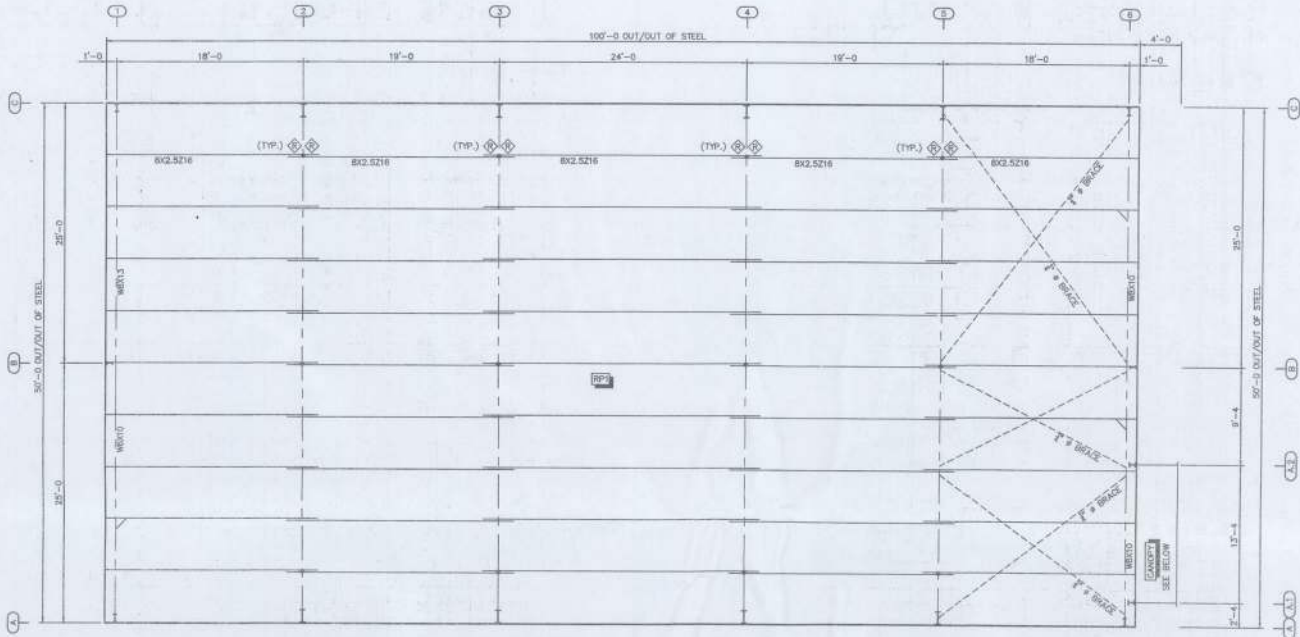 1 2 3 4 5 6
100'-0 OUT/OUT OF STEEL
4'-0
1'-0 18'-0 19'-0 24'-0 19'-0 18'-0 1'-0
C
C
(TYP.) R R
(TYP.) R R
(TYP.) R R
(TYP.) R R
8X2.5Z16
8X2.5Z16
8X2.5Z16
8X2.5Z16
8X2.5Z16
ø BRACE
ø BRACE
25'-0
25'-0
W8X13
W8X10
50'-0 OUT/OUT OF STEEL
50'-0 OUT/OUT OF STEEL
B
B
RP1
9'-4
W8X10
ø BRACE
A.2
25'-0
ø BRACE
13'-4
W8X10
CANOPY
SEE BELOW
ø BRACE
2'-4
A.1
A
A